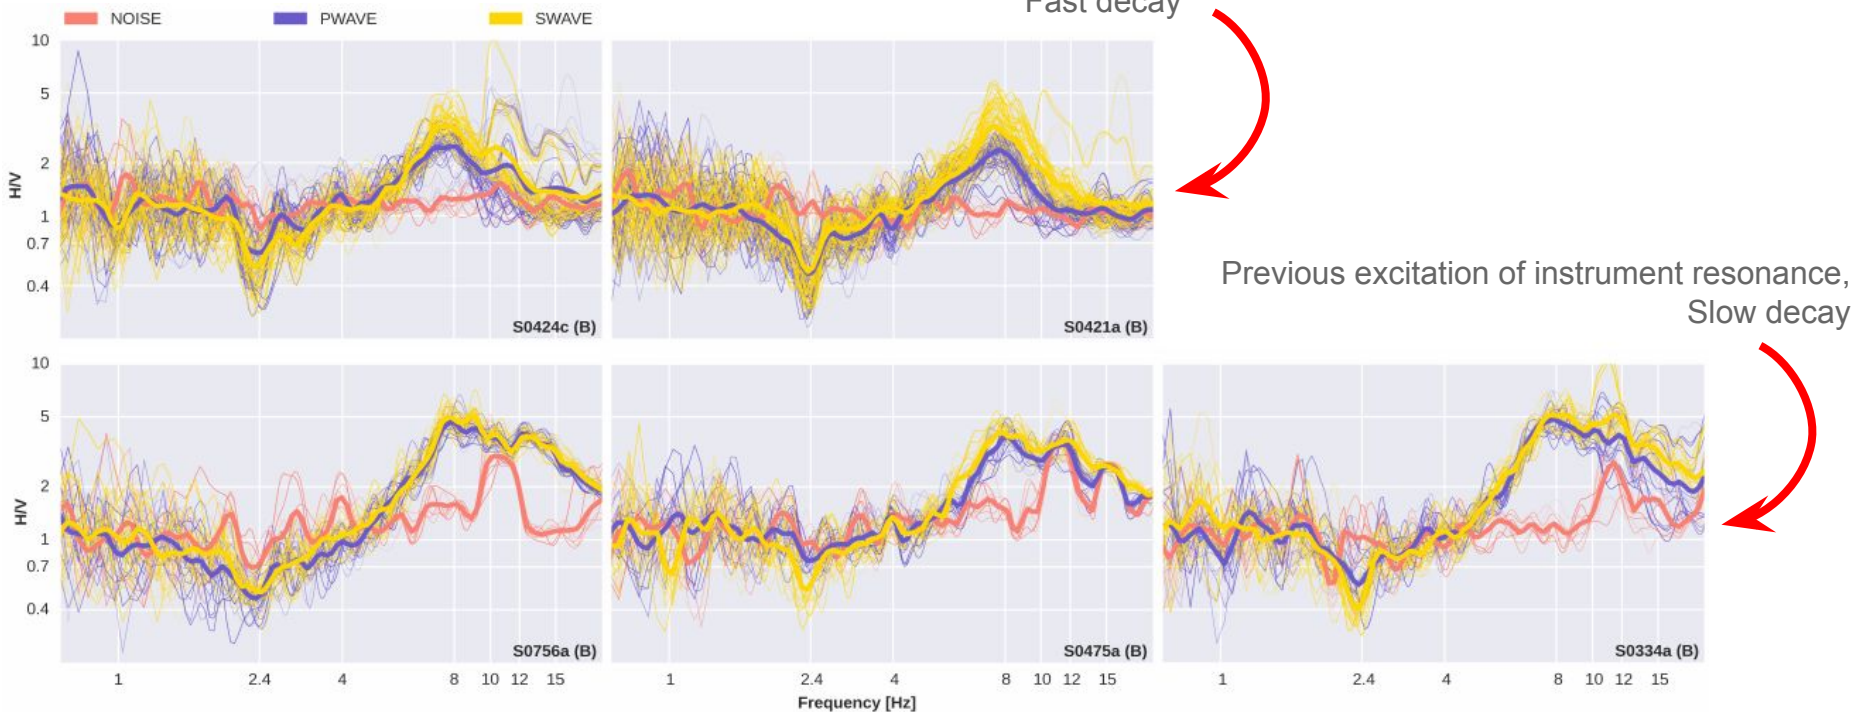 Fast decay
NOISE PWAVE SWAVE
10
5
2
1
0.7
0.4
H/V
S0424c (B)
S0421a (B)
Previous excitation of instrument resonance,
Slow decay
10
5
2
1
0.7
0.4
H/V
S0756a (B)
S0475a (B)
S0334a (B)
1 2.4 4 8 10 12 15
1 2.4 4 8 10 12 15
1 2.4 4 8 10 12 15
Frequency [Hz]